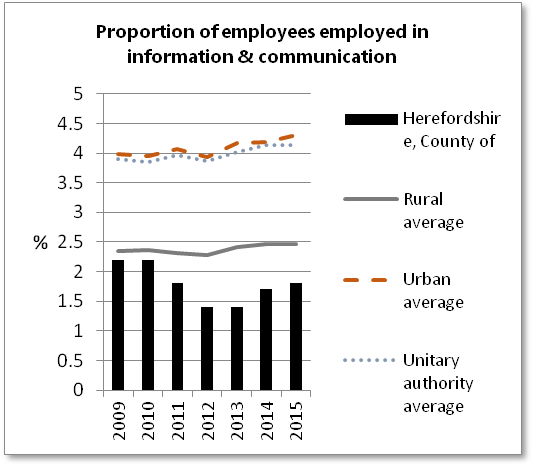 Proportion of employees employed in
information & communication
5
4.5
4
3.5
3
2.5
2
1.5
1
0.5
0
%
2009
2010
2011
2012
2013
2014
2015
Herefordshir
e, County of
Rural
average
Urban
average
Unitary
authority
average